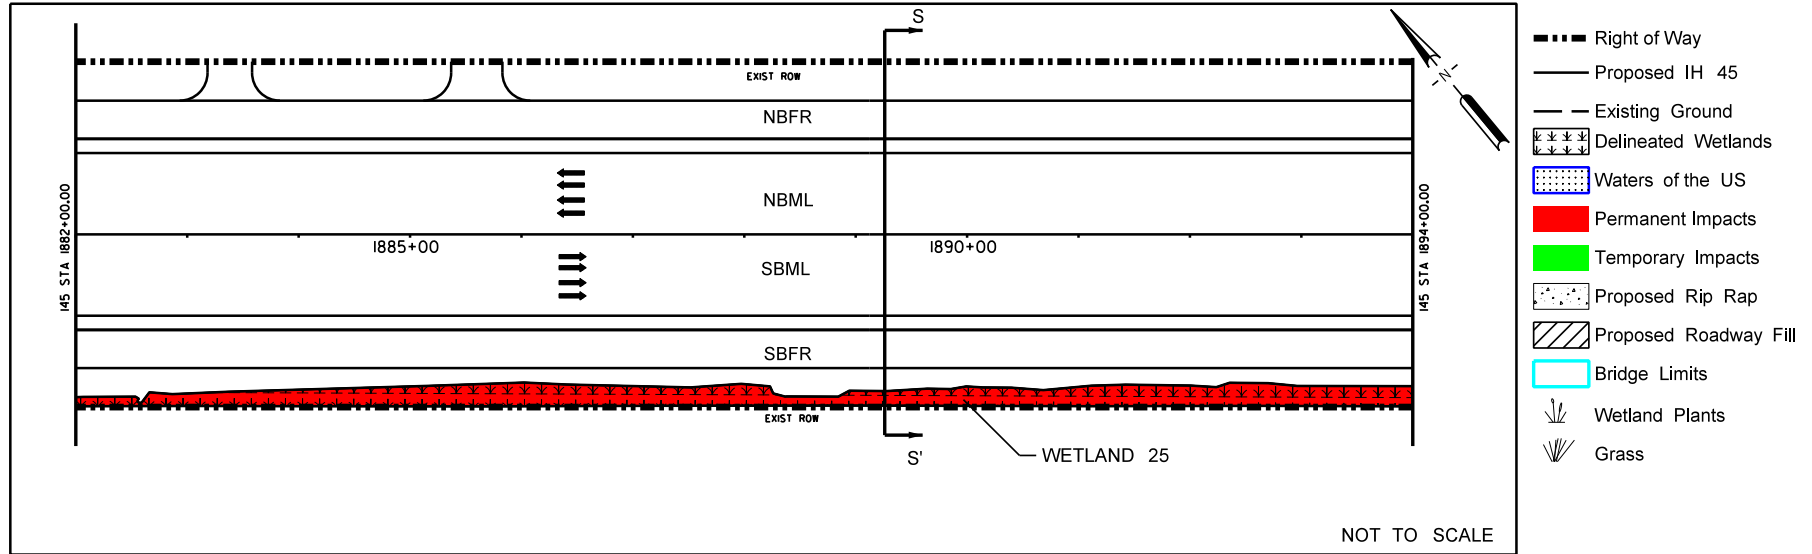 S
EXIST ROW
NBFR
NBML
I45 STA 1882+00.00
1885+00
1890+00
I45 STA 1894+00.00
SBML
SBFR
EXIST ROW
S'
WETLAND 25
NOT TO SCALE
N
Right of Way
Proposed IH 45
Existing Ground
Delineated Wetlands
Waters of the US
Permanent Impacts
Temporary Impacts
Proposed Rip Rap
Proposed Roadway Fill
Bridge Limits
Wetland Plants
Grass